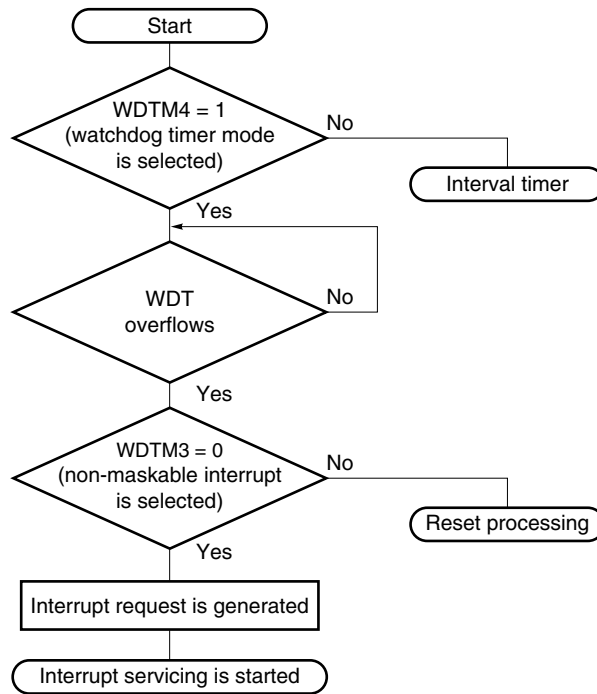 Start
WDTM4 = 1
(watchdog timer mode
is selected)
No
Interval timer
Yes
WDT
overflows
No
Yes
WDTM3 = 0
(non-maskable interrupt
is selected)
No
Reset processing
Yes
Interrupt request is generated
Interrupt servicing is started